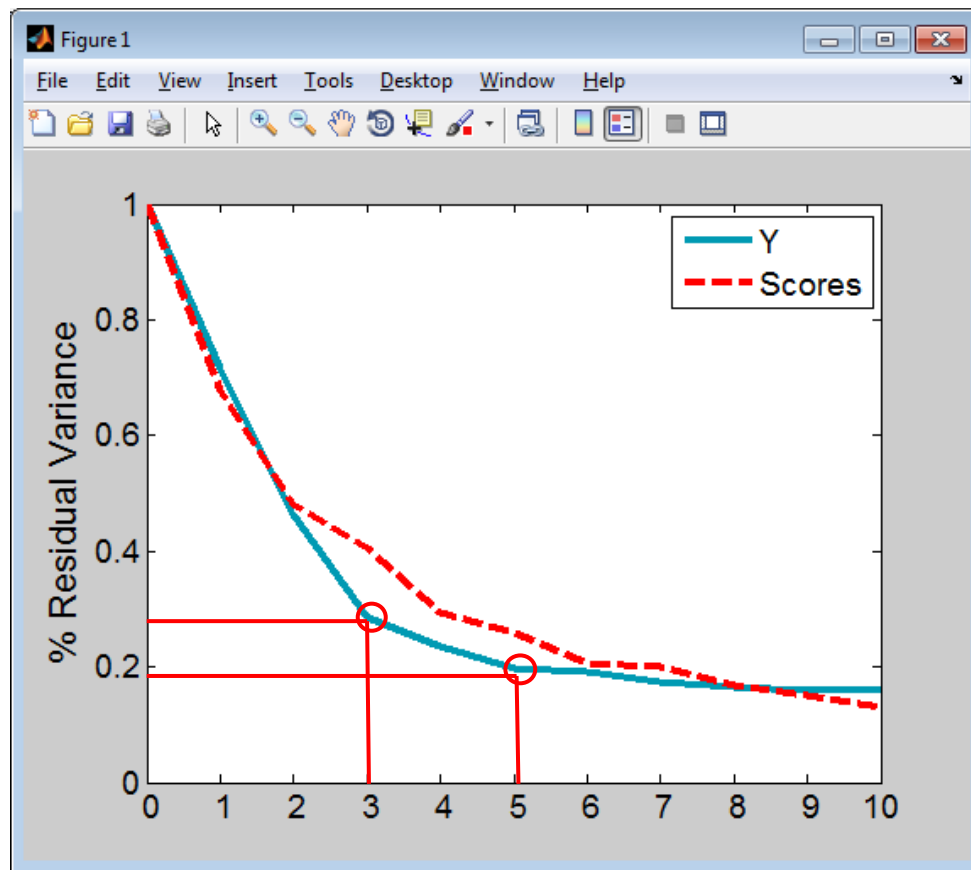 Figure 1
File Edit View Insert Tools Desktop Window Help
1
Y
Scores
0.8
0.6
0.4
0.2
0
% Residual Variance
0 1 2 3 4 5 6 7 8 9 10